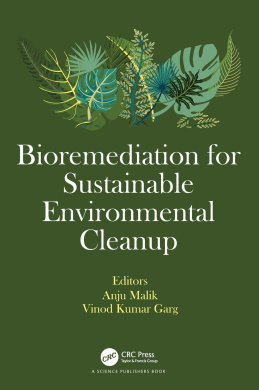 Bioremediation for
Sustainable
Environmental
Cleanup
Editors
Anju Malik
Vinod Kumar Garg
CRC
CRC Press
Taylor & Francis Group
A SCIENCE PUBLISHERS BOOK